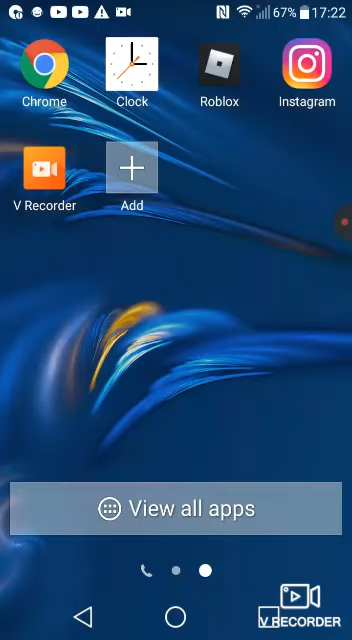 67% 17:22
Chrome Clock Roblox Instagram
V Recorder Add
View all apps
V RECORDER